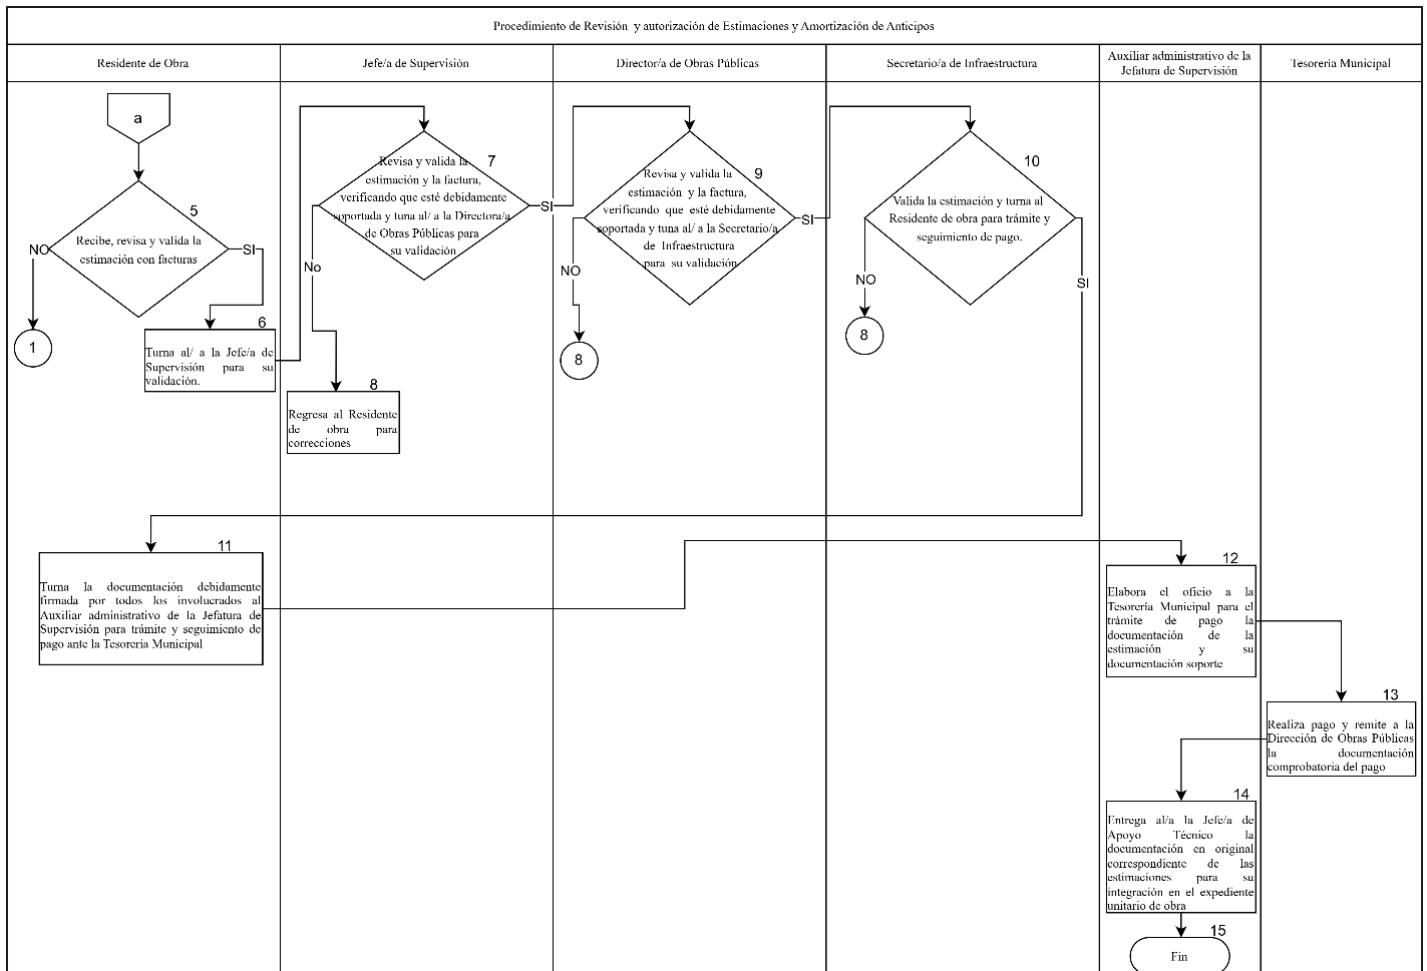 Procedimiento de Revisión y autorización de Estimaciones y Amortización de Anticipos
Residente de Obra
Jefe/a de Supervisión
Director/a de Obras Públicas
Secretario/a de Infraestructura
Auxiliar administrativo de la
Jefatura de Supervisión
Tesorería Municipal
a
5
Recibe, revisa y valida la
estimación con facturas
NO
SI
1
6
Turna al/ a la Jefe/a de
Supervisión para su
validación.
7
Revisa y valida la
estimación y la factura,
verificando que esté debidamente
soportada y tuna al/ a la Directora/a
de Obras Públicas para
su validación
No
SI
8
Regresa al Residente
de obra para
correcciones
9
Revisa y valida la
estimación y la factura,
verificando que esté debidamente
soportada y tuna al/ a la Secretario/a
de Infraestructura
para su validación
NO
SI
8
10
Valida la estimación y turna al
Residente de obra para trámite y
seguimiento de pago.
NO
SI
8
11
Turna la documentación debidamente
firmada por todos los involucrados al
Auxiliar administrativo de la Jefatura de
Supervisión para trámite y seguimiento de
pago ante la Tesorería Municipal
12
Elabora el oficio a la
Tesorería Municipal para el
trámite de pago la
documentación de la
estimación y su
documentación soporte
13
Realiza pago y remite a la
Dirección de Obras Públicas
la documentación
comprobatoria del pago
14
Entrega al/a la Jefe/a de
Apoyo Técnico la
documentación en original
correspondiente de las
estimaciones para su
integración en el expediente
unitario de obra
15
Fin